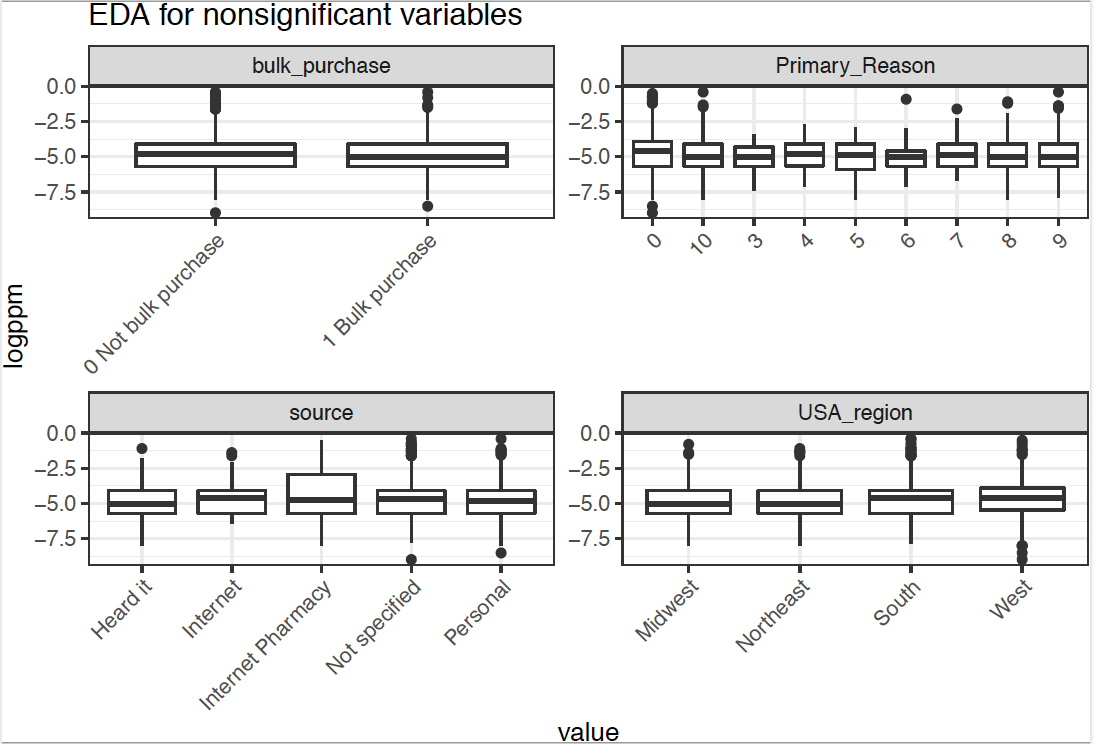 EDA for nonsignificant variables
bulk_purchase
0.0
−2.5
−5.0
−7.5
0 Not bulk purchase
1 Bulk purchase
Primary_Reason
0.0
−2.5
−5.0
−7.5
0
10
3
4
5
6
7
8
9
logppm
source
0.0
−2.5
−5.0
−7.5
Heard it
Internet
Internet Pharmacy
Not specified
Personal
USA_region
0.0
−2.5
−5.0
−7.5
Midwest
Northeast
South
West
value